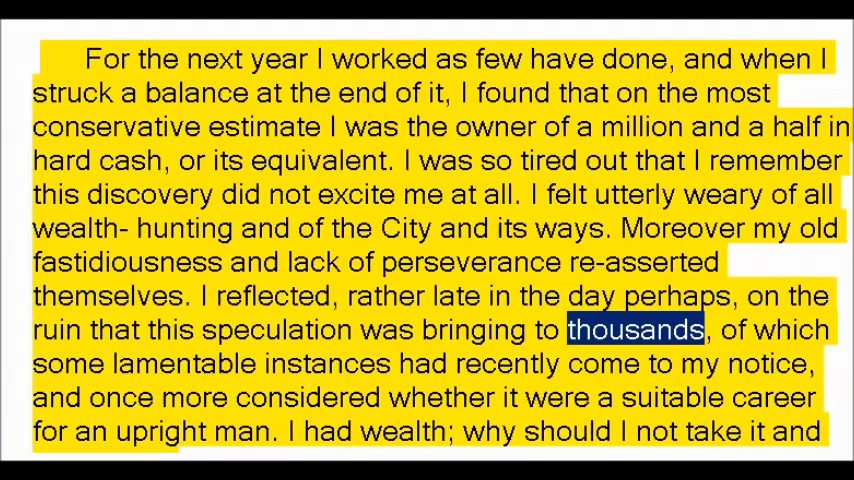 For the next year I worked as few have done, and when I
struck a balance at the end of it, I found that on the most
conservative estimate I was the owner of a million and a half in
hard cash, or its equivalent. I was so tired out that I remember
this discovery did not excite me at all. I felt utterly weary of all
wealth- hunting and of the City and its ways. Moreover my old
fastidiousness and lack of perseverance re-asserted
themselves. I reflected, rather late in the day perhaps, on the
ruin that this speculation was bringing to thousands, of which
some lamentable instances had recently come to my notice,
and once more considered whether it were a suitable career
for an upright man. I had wealth; why should I not take it and